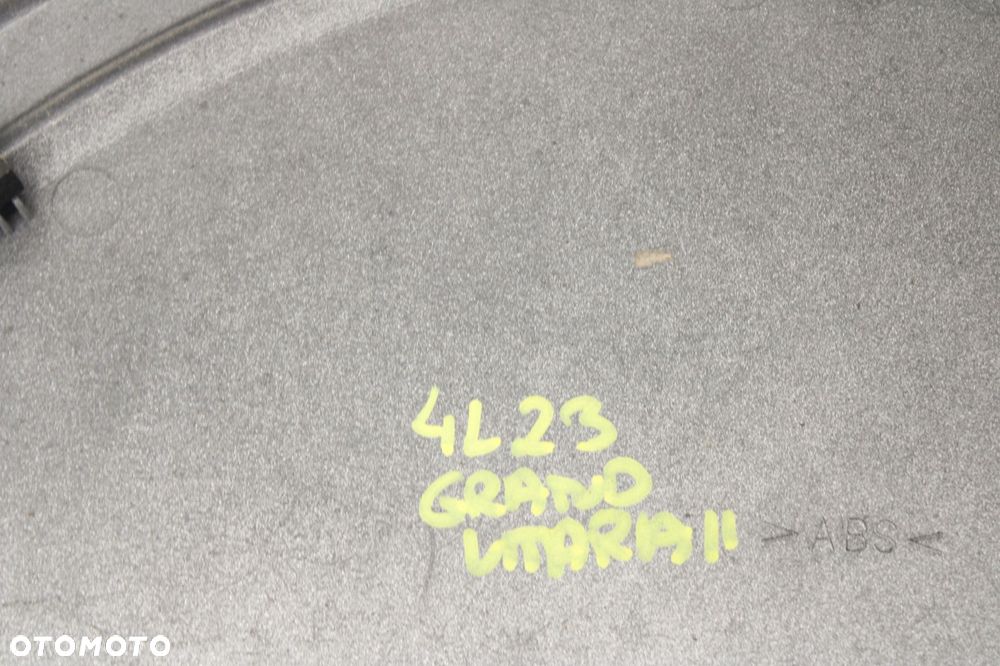 4L23
GRAND
VITARA II
>ABS<
OTOMOTO